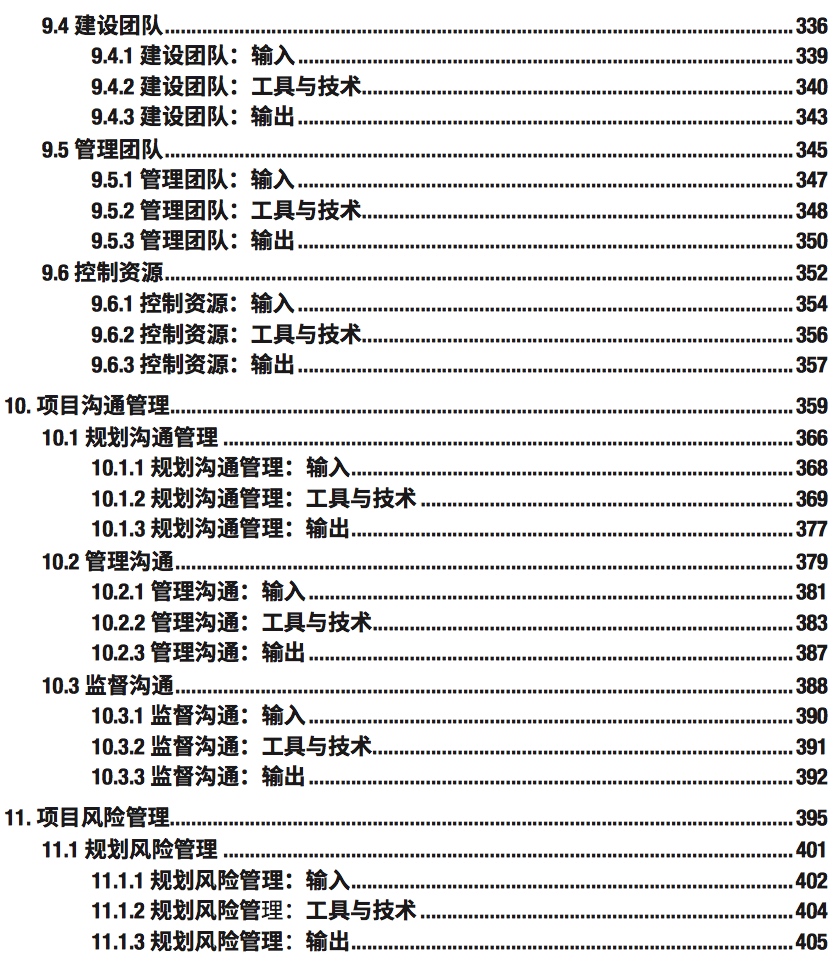 9.4 建设团队........................................336
9.4.1 建设团队：输入........................................339
9.4.2 建设团队：工具与技术........................................340
9.4.3 建设团队：输出........................................343
9.5 管理团队........................................345
9.5.1 管理团队：输入........................................347
9.5.2 管理团队：工具与技术........................................348
9.5.3 管理团队：输出........................................350
9.6 控制资源........................................352
9.6.1 控制资源：输入........................................354
9.6.2 控制资源：工具与技术........................................356
9.6.3 控制资源：输出........................................357
10. 项目沟通管理........................................359
10.1 规划沟通管理........................................366
10.1.1 规划沟通管理：输入........................................368
10.1.2 规划沟通管理：工具与技术........................................369
10.1.3 规划沟通管理：输出........................................377
10.2 管理沟通........................................379
10.2.1 管理沟通：输入........................................381
10.2.2 管理沟通：工具与技术........................................383
10.2.3 管理沟通：输出........................................387
10.3 监督沟通........................................388
10.3.1 监督沟通：输入........................................390
10.3.2 监督沟通：工具与技术........................................391
10.3.3 监督沟通：输出........................................392
11. 项目风险管理........................................395
11.1 规划风险管理........................................401
11.1.1 规划风险管理：输入........................................402
11.1.2 规划风险管理：工具与技术........................................404
11.1.3 规划风险管理：输出........................................405